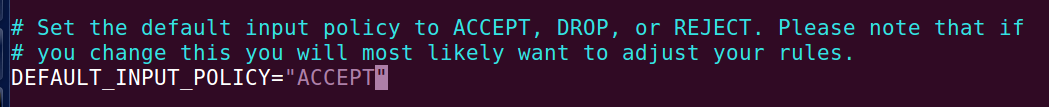 # Set the default input policy to ACCEPT, DROP, or REJECT. Please note that if
# you change this you will most likely want to adjust your rules.
DEFAULT_INPUT_POLICY="ACCEPT"